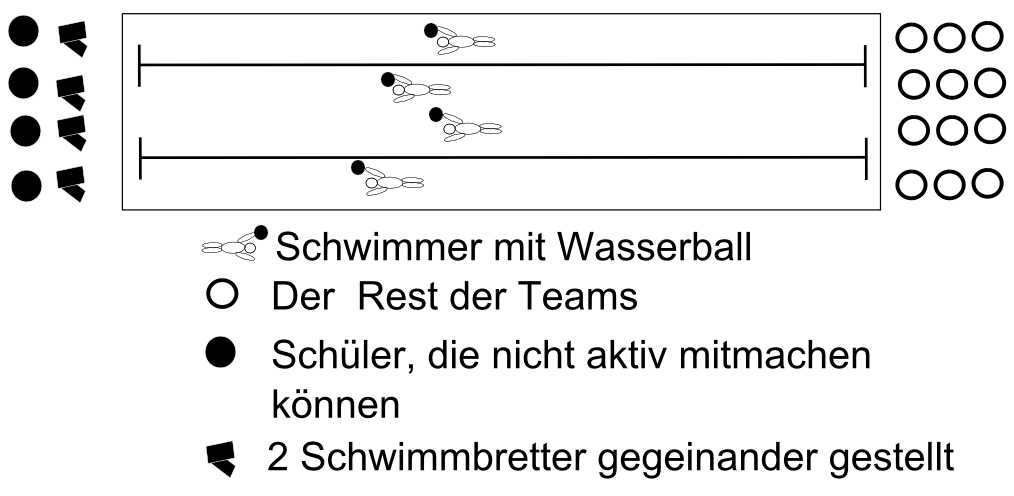 Schwimmer mit Wasserball
Der Rest der Teams
Schüler, die nicht aktiv mitmachen
können
2 Schwimmbretter gegeinander gestellt